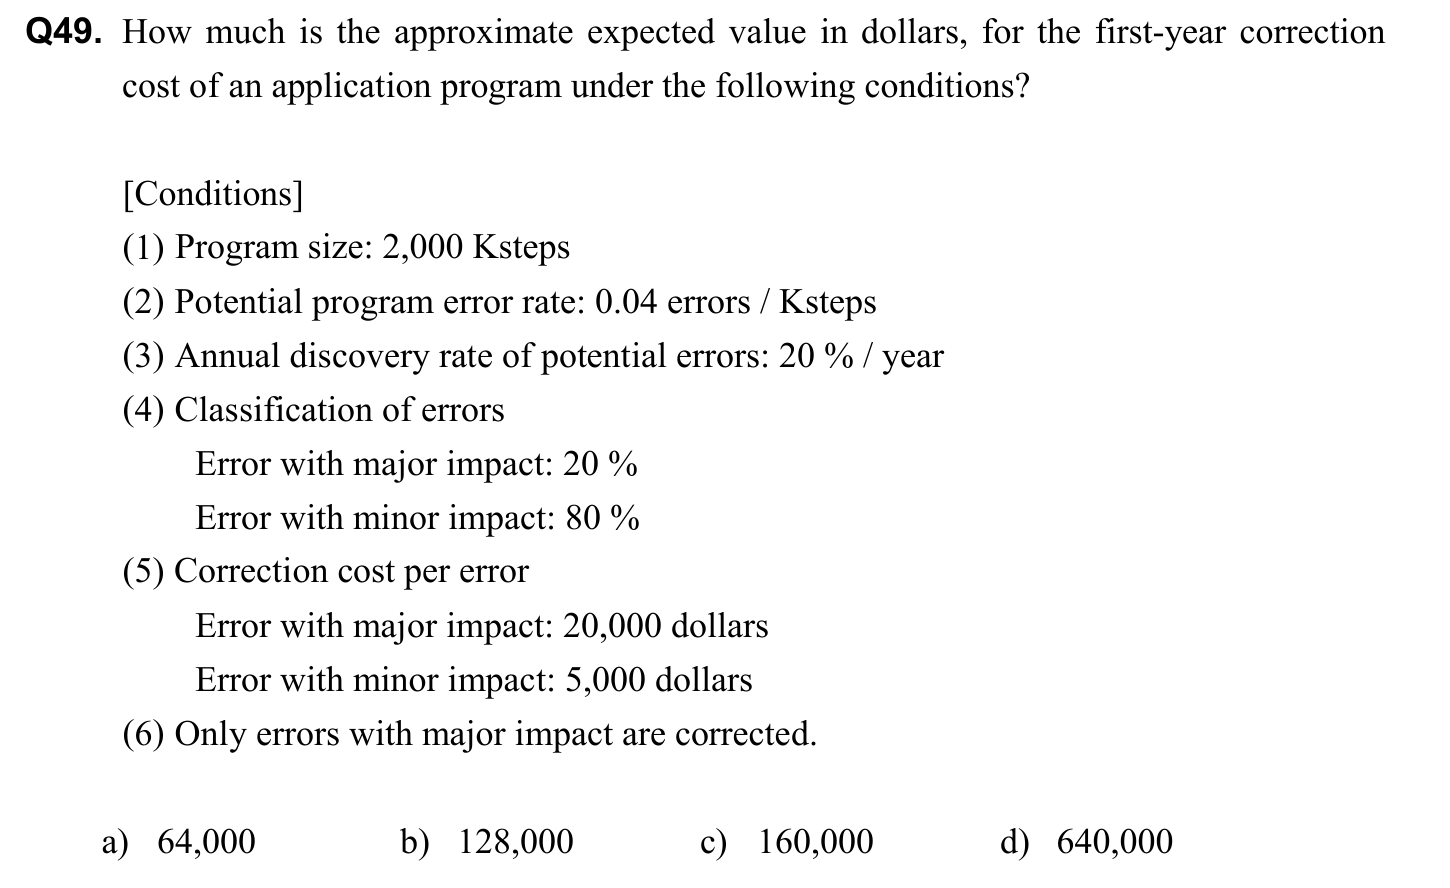 Q49. How much is the approximate expected value in dollars, for the first-year correction
cost of an application program under the following conditions?
[Conditions]
(1) Program size: 2,000 Ksteps
(2) Potential program error rate: 0.04 errors / Ksteps
(3) Annual discovery rate of potential errors: 20 % / year
(4) Classification of errors
Error with major impact: 20 %
Error with minor impact: 80 %
(5) Correction cost per error
Error with major impact: 20,000 dollars
Error with minor impact: 5,000 dollars
(6) Only errors with major impact are corrected.
a) 64,000 b) 128,000 c) 160,000 d) 640,000